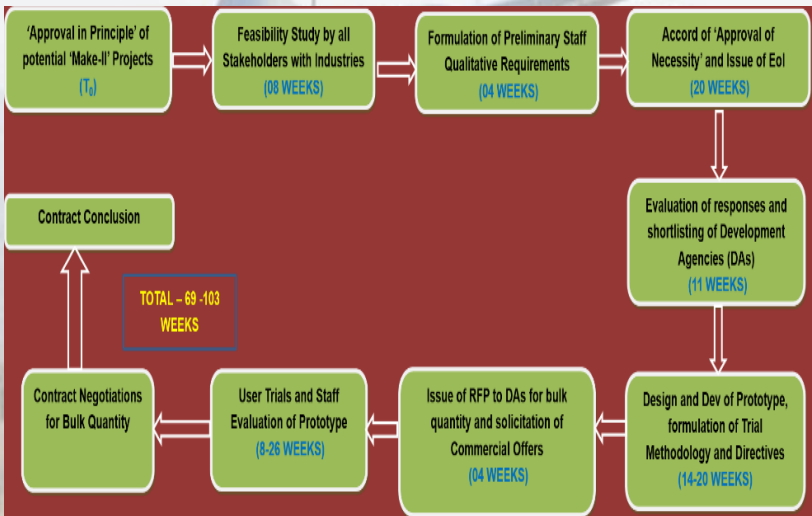 'Approval in Principle' of
potential 'Make-II' Projects
(T₀)
Feasibility Study by all
Stakeholders with Industries
(08 WEEKS)
Formulation of Preliminary Staff
Qualitative Requirements
(04 WEEKS)
Accord of 'Approval of
Necessity' and Issue of EoI
(20 WEEKS)
Evaluation of responses and
shortlisting of Development
Agencies (DAs)
(11 WEEKS)
Design and Dev of Prototype,
formulation of Trial
Methodology and Directives
(14-20 WEEKS)
Issue of RFP to DAs for bulk
quantity and solicitation of
Commercial Offers
(04 WEEKS)
User Trials and Staff
Evaluation of Prototype
(8-26 WEEKS)
Contract Negotiations
for Bulk Quantity
Contract Conclusion
TOTAL – 69 -103
WEEKS